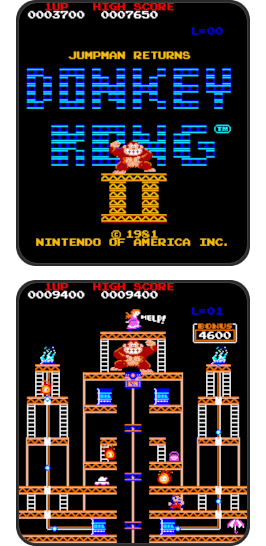 1UP HIGH SCORE
0003700 0007650
L=00
JUMPMAN RETURNS
DONKEY
KONG TM
© 1981
NINTENDO OF AMERICA INC.
1UP HIGH SCORE
0009400 0009400
L=01
HELP!
BONUS
4600